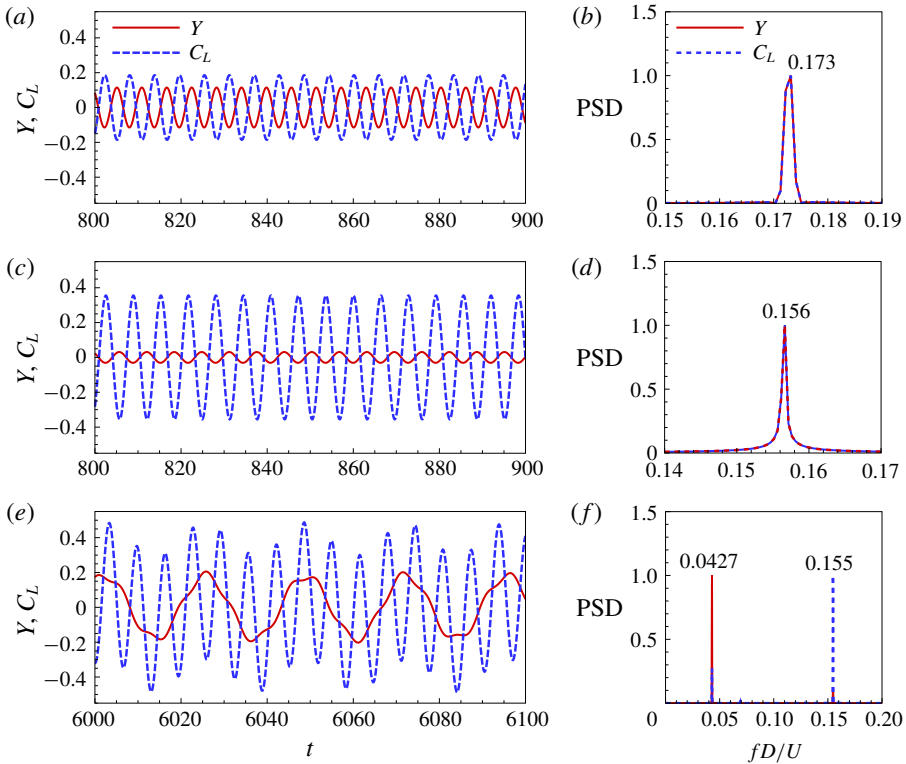 (a)
0.4
0.2
0
−0.2
−0.4
Y, C_L
Y
C_L
800 820 840 860 880 900
(b)
1.5
1.0
PSD
0.5
0
Y
C_L
0.173
0.15 0.16 0.17 0.18 0.19
(c)
0.4
0.2
0
−0.2
−0.4
Y, C_L
800 820 840 860 880 900
(d)
1.5
1.0
PSD
0.5
0
0.156
0.14 0.15 0.16 0.17
(e)
0.4
0.2
0
−0.2
−0.4
Y, C_L
6000 6020 6040 6060 6080 6100
t
(f)
1.5
1.0
PSD
0.5
0.0427
0.155
0 0.05 0.10 0.15 0.20
fD/U